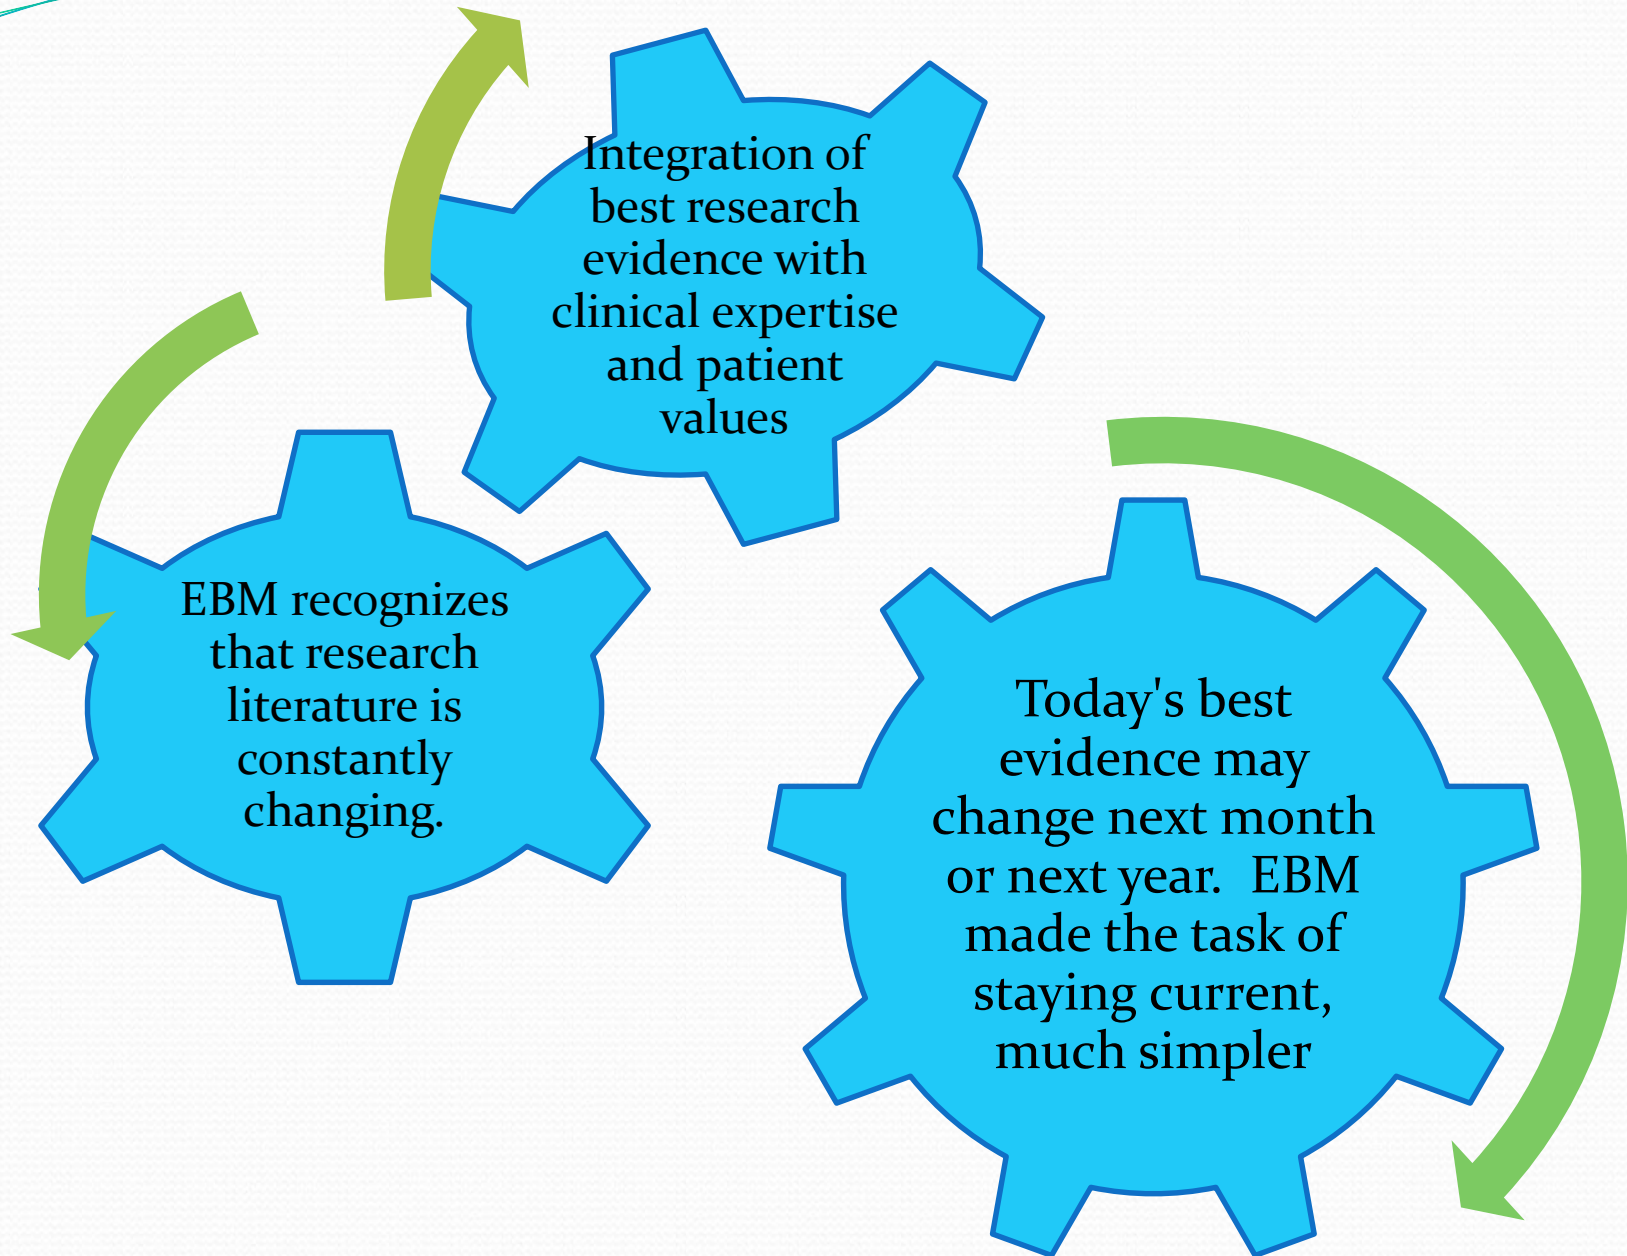 Integration of
best research
evidence with
clinical expertise
and patient
values
EBM recognizes
that research
literature is
constantly
changing.
Today's best
evidence may
change next month
or next year.  EBM
made the task of
staying current,
much simpler